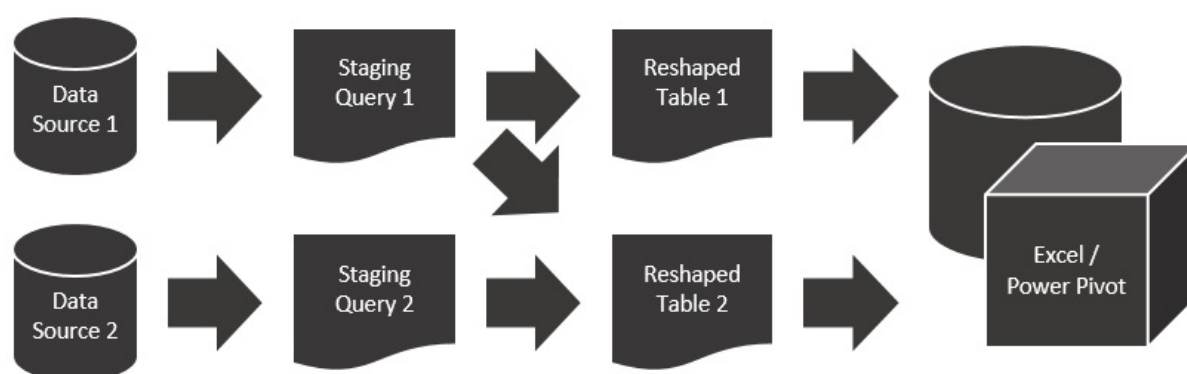 Data
Source 1
Staging
Query 1
Reshaped
Table 1
Data
Source 2
Staging
Query 2
Reshaped
Table 2
Excel /
Power Pivot